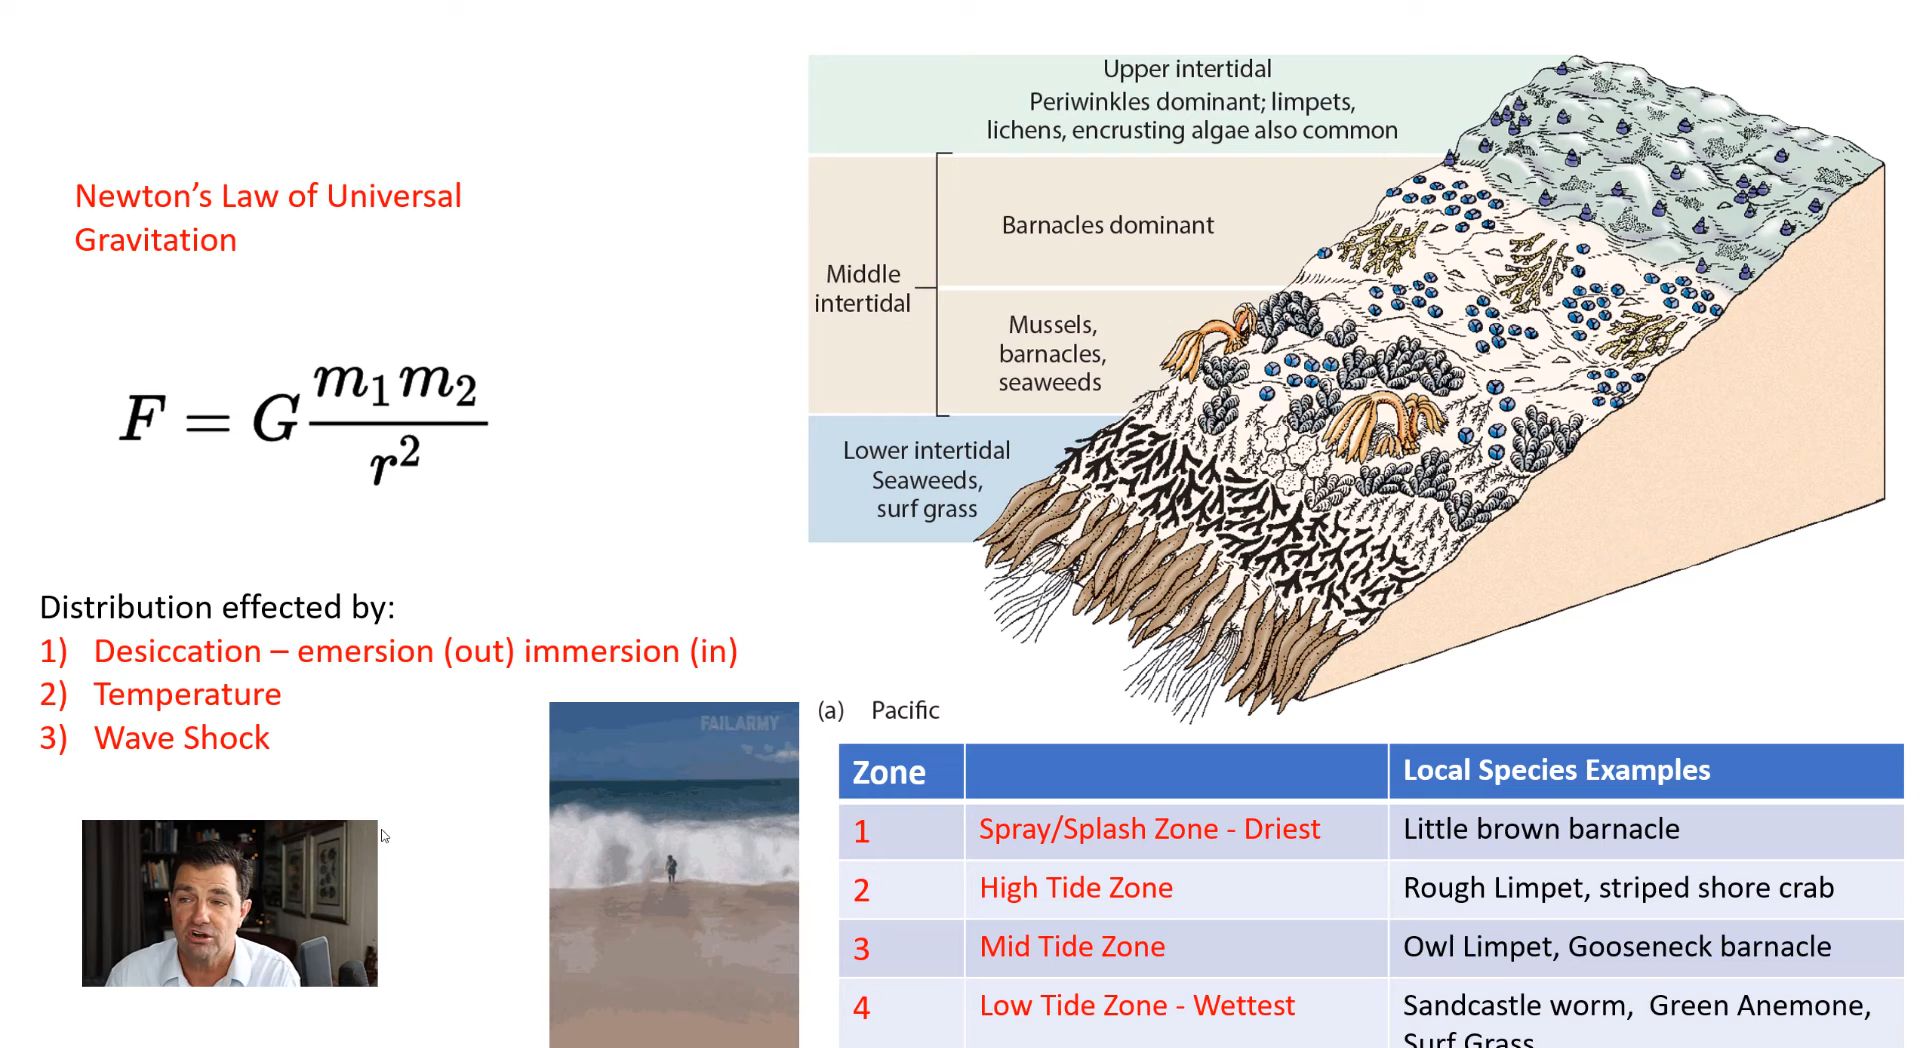 Newton’s Law of Universal
Gravitation
F = G m₁m₂ / r²
Distribution effected by:
1) Desiccation – emersion (out) immersion (in)
2) Temperature
3) Wave Shock
FAILARMY
Upper intertidal
Periwinkles dominant; limpets,
lichens, encrusting algae also common
Middle
intertidal
Barnacles dominant
Mussels,
barnacles,
seaweeds
Lower intertidal
Seaweeds,
surf grass
(a) Pacific
Zone Local Species Examples
1 Spray/Splash Zone - Driest Little brown barnacle
2 High Tide Zone Rough Limpet, striped shore crab
3 Mid Tide Zone Owl Limpet, Gooseneck barnacle
4 Low Tide Zone - Wettest Sandcastle worm, Green Anemone,
Surf Grass